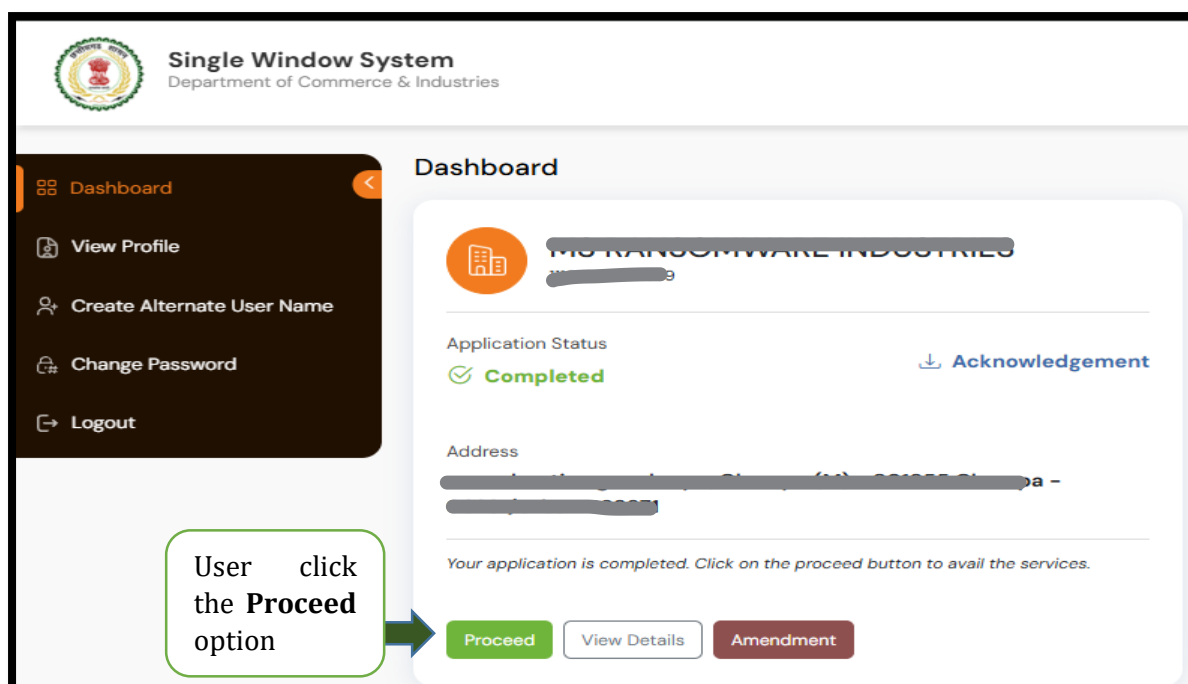 Single Window System
Department of Commerce & Industries
Dashboard
View Profile
Create Alternate User Name
Change Password
Logout
Dashboard
Application Status
Completed
Acknowledgement
Address
Your application is completed. Click on the proceed button to avail the services.
User click
the Proceed
option
Proceed
View Details
Amendment